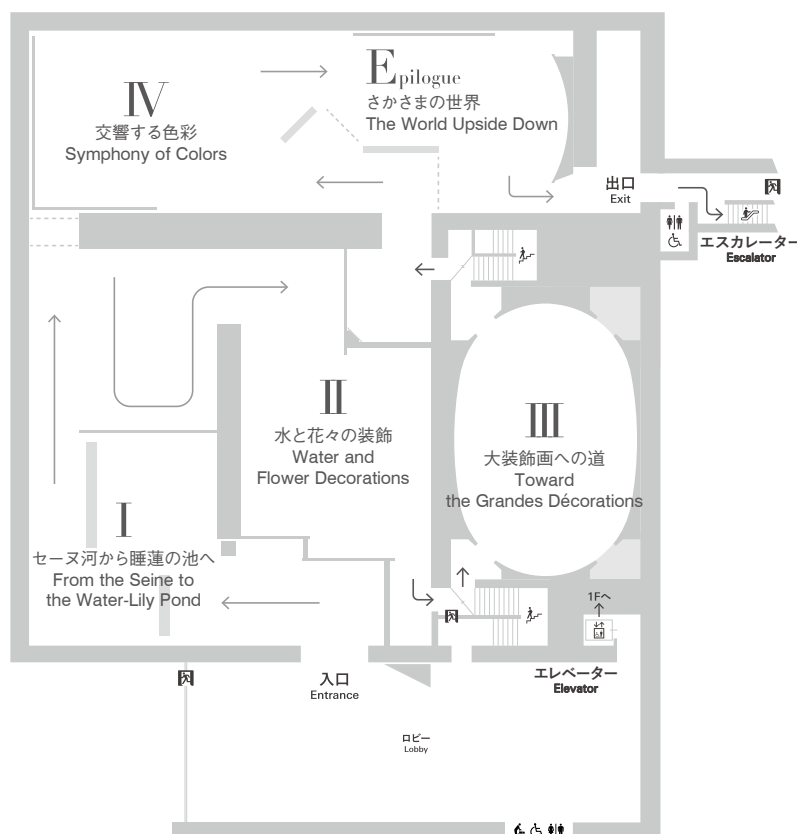 IV
交響する色彩
Symphony of Colors
Epilogue
さかさまの世界
The World Upside Down
出口
Exit
エスカレーター
Escalator
II
水と花々の装飾
Water and
Flower Decorations
III
大装飾画への道
Toward
the Grandes Décorations
I
セーヌ河から睡蓮の池へ
From the Seine to
the Water-Lily Pond
1Fへ
入口
Entrance
エレベーター
Elevator
ロビー
Lobby